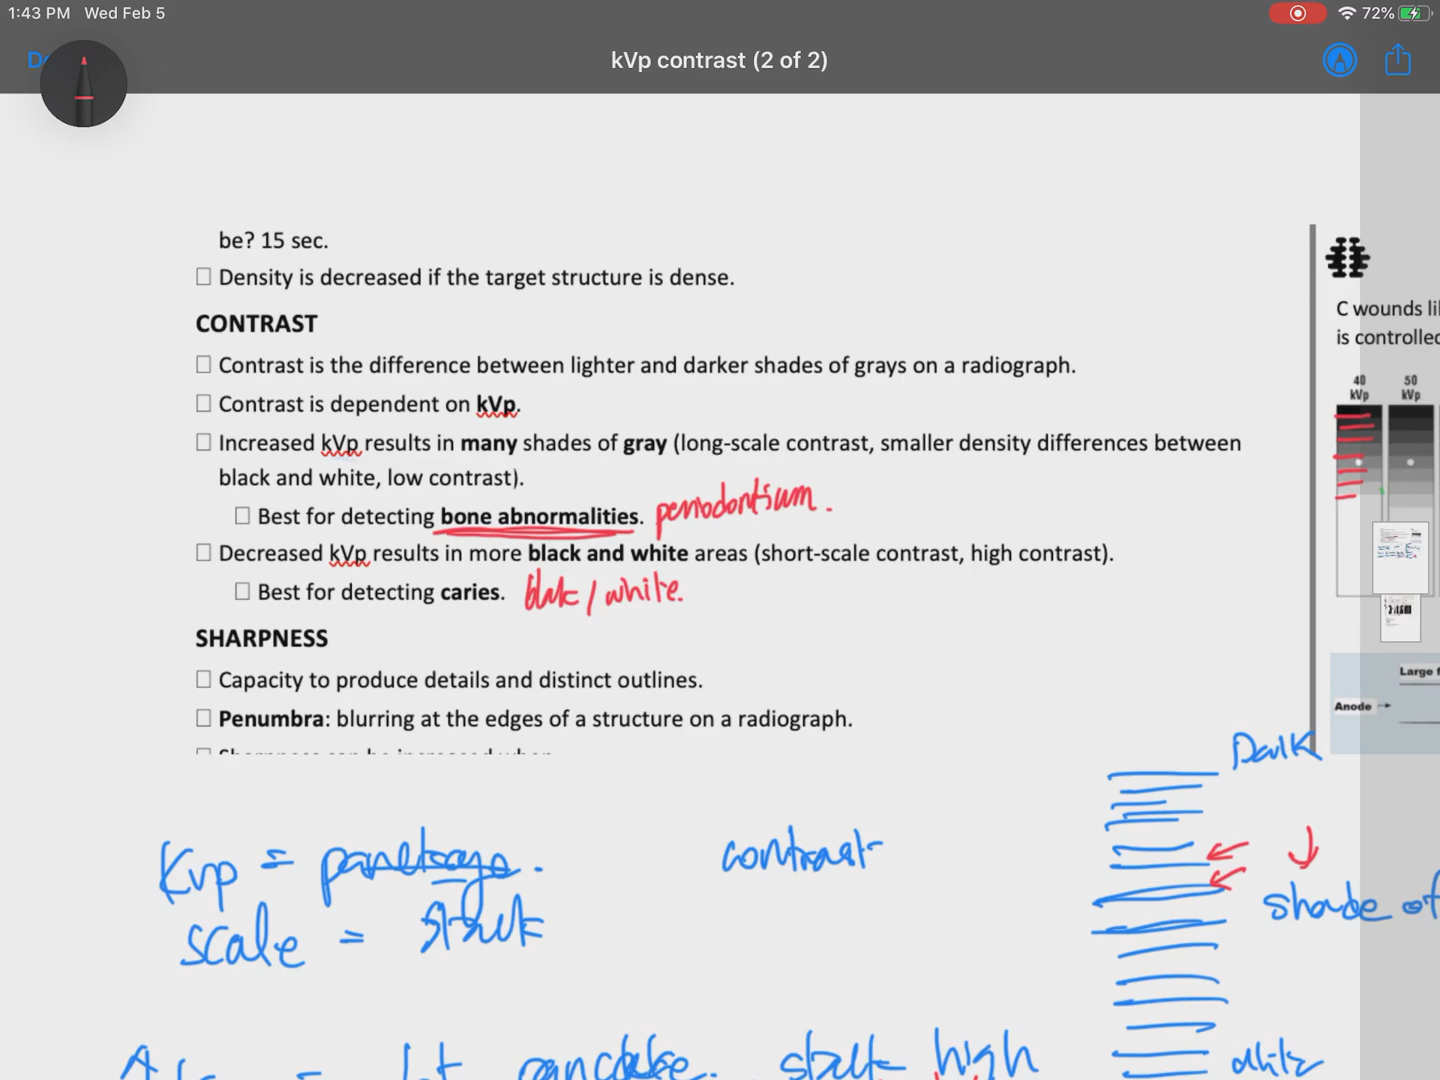 1:43 PM Wed Feb 5
72%
kVp contrast (2 of 2)
be? 15 sec.
Density is decreased if the target structure is dense.
CONTRAST
Contrast is the difference between lighter and darker shades of grays on a radiograph.
Contrast is dependent on kVp.
Increased kVp results in many shades of gray (long-scale contrast, smaller density differences between
black and white, low contrast).
Best for detecting bone abnormalities. periodontium.
Decreased kVp results in more black and white areas (short-scale contrast, high contrast).
Best for detecting caries. / white.
SHARPNESS
Capacity to produce details and distinct outlines.
Penumbra: blurring at the edges of a structure on a radiograph.
C wounds li
is controlled
40 50
kVp kVp
Large f
Anode
Dark
Kvp =
contrast
shade of
scale = stack
pancake. stack high
white